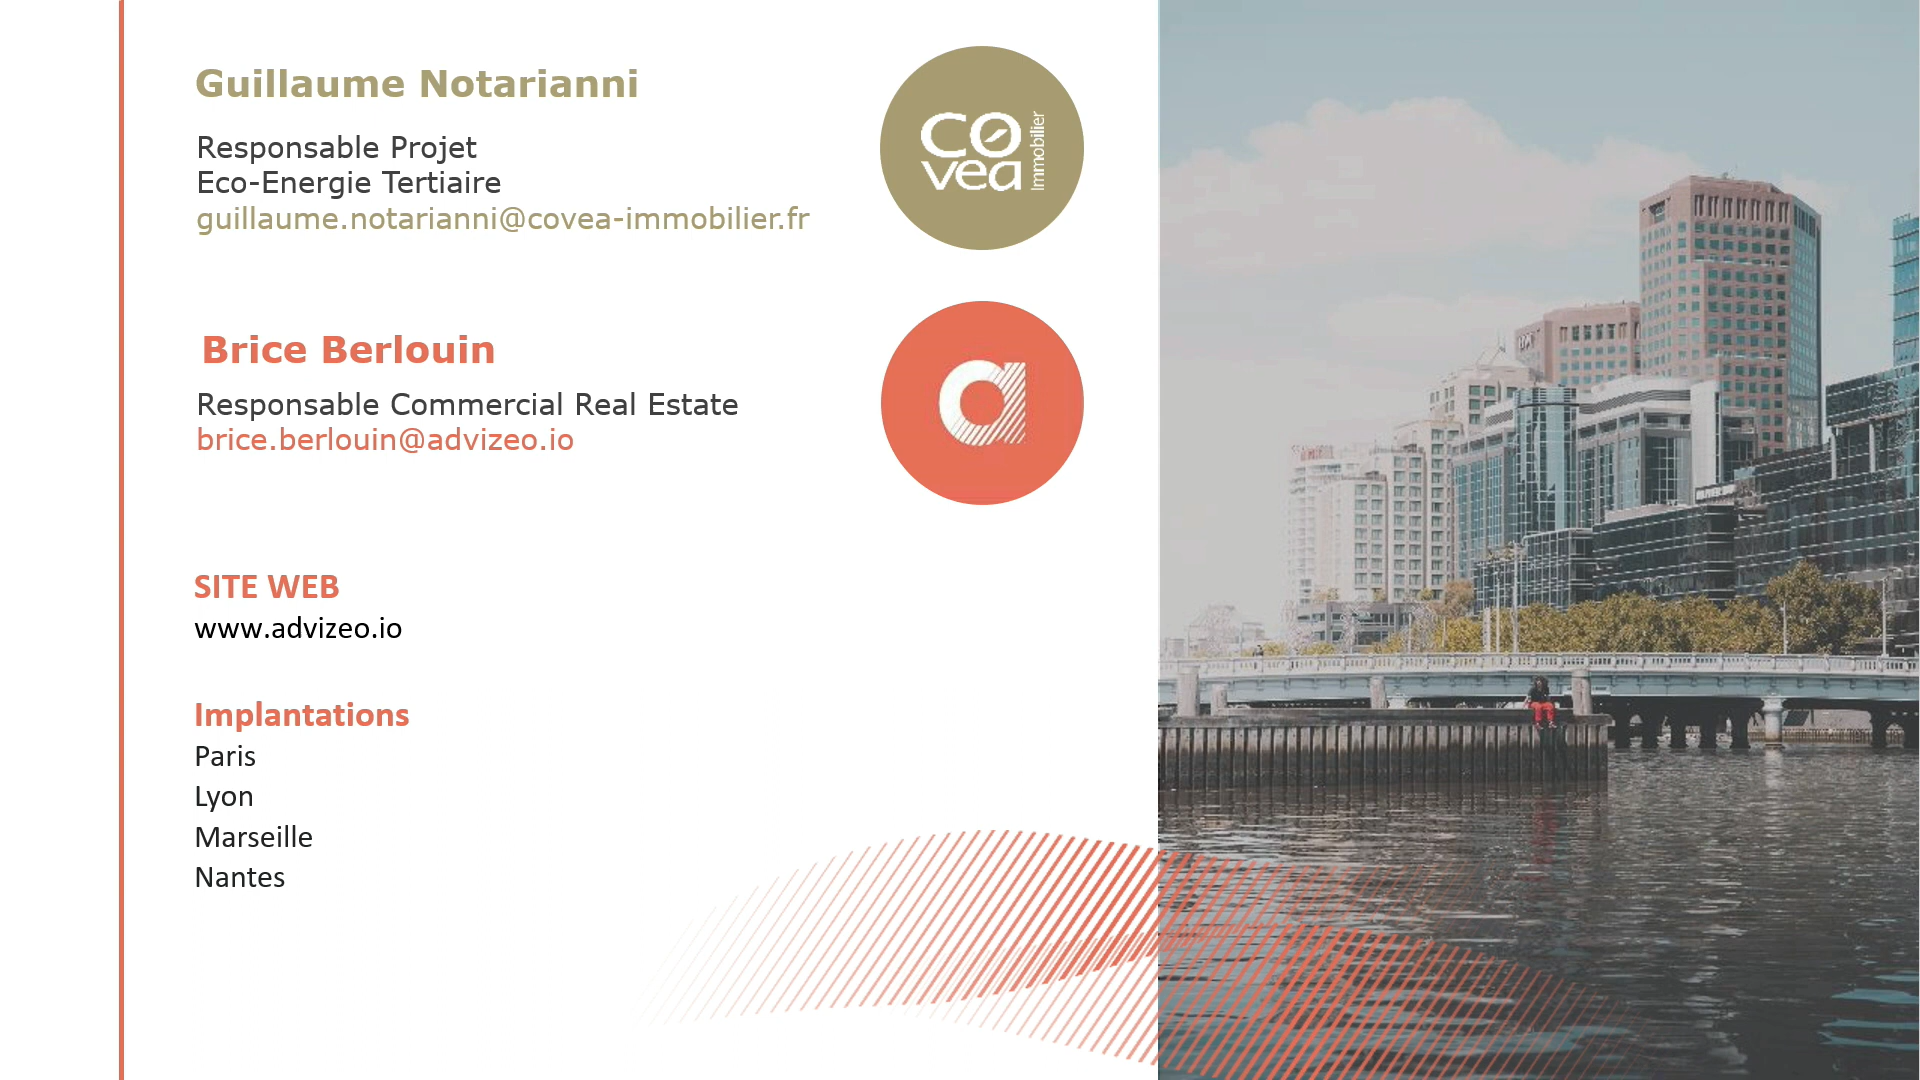 Guillaume Notarianni
Responsable Projet
Eco-Energie Tertiaire
guillaume.notarianni@covea-immobilier.fr
covea
Immobilier
Brice Berlouin
Responsable Commercial Real Estate
brice.berlouin@advizeo.io
a
SITE WEB
www.advizeo.io
Implantations
Paris
Lyon
Marseille
Nantes